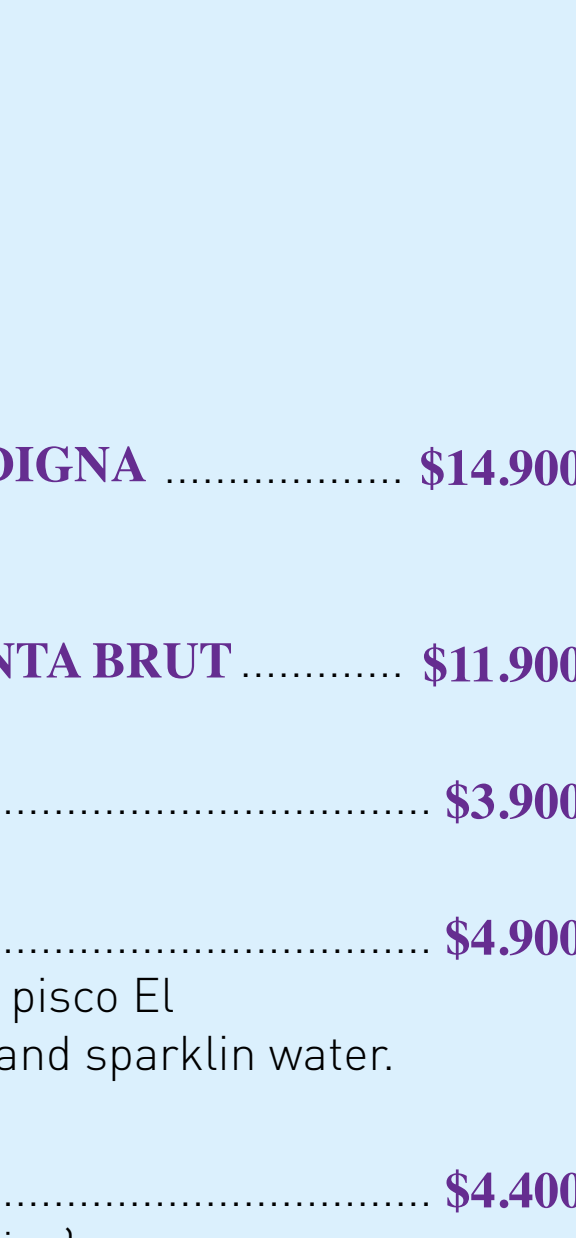 DIGNA .................... $14.900
NTA BRUT ............. $11.900
.................................. $3.900
.................................. $4.900
pisco El
and sparklin water.
.................................. $4.400